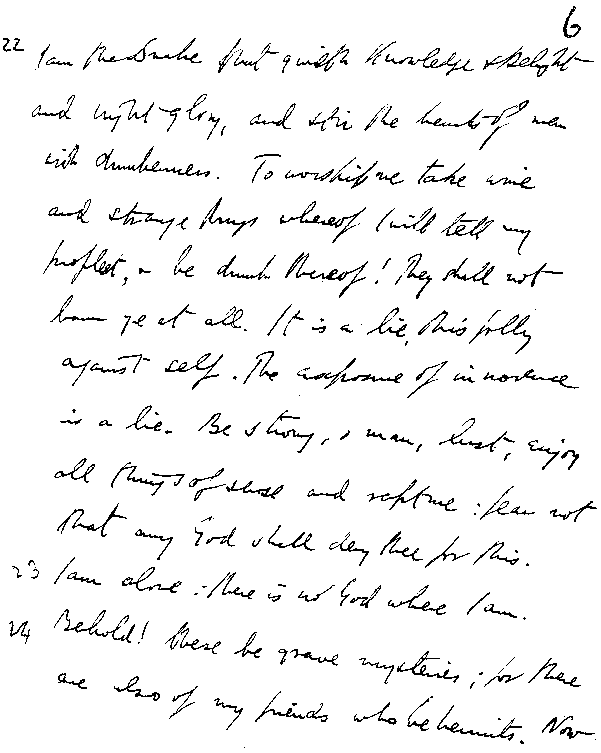 6
22 I am the Snake that giveth Knowledge & Delight
and bright glory, and stir the hearts of men
with drunkenness. To worship me take wine
and strange drugs whereof I will tell my
prophet, & be drunk thereof! They shall not
harm ye at all. It is a lie, this folly
against self. The exposure of innocence
is a lie. Be strong, o man, lust, enjoy
all things of sense and rapture : fear not
that any God shall deny thee for this.
23 I am alone : there is no God where I am.
24 Behold! these be grave mysteries; for there
are also of my friends who be hermits. Now